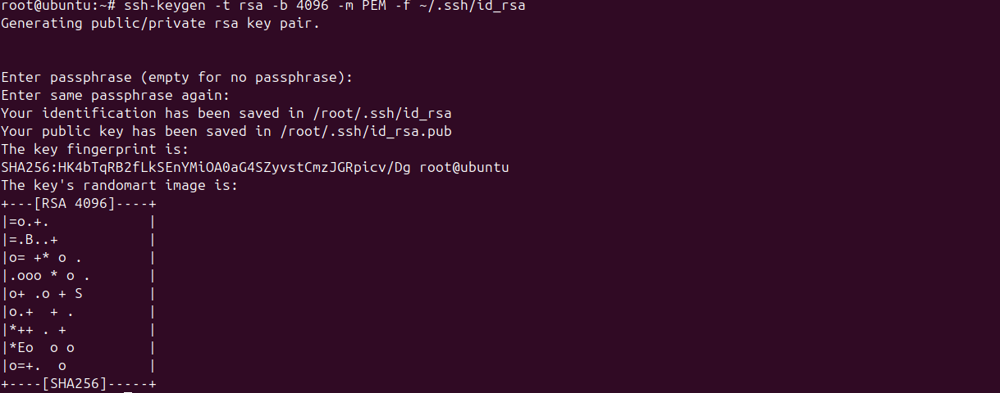 root@ubuntu:~# ssh-keygen -t rsa -b 4096 -m PEM -f ~/.ssh/id_rsa
Generating public/private rsa key pair.
Enter passphrase (empty for no passphrase):
Enter same passphrase again:
Your identification has been saved in /root/.ssh/id_rsa
Your public key has been saved in /root/.ssh/id_rsa.pub
The key fingerprint is:
SHA256:HK4bTqRB2fLkSEnYMiOA0aG4SZyvstCmzJGRpicv/Dg root@ubuntu
The key's randomart image is:
+---[RSA 4096]----+
|=o.+.            |
|=.B..+           |
|o= +* o .        |
|.ooo * o .       |
|o+ .o + S        |
|o.+  + .         |
|*++ . +          |
|*Eo  o o         |
|o=+.  o          |
+----[SHA256]-----+